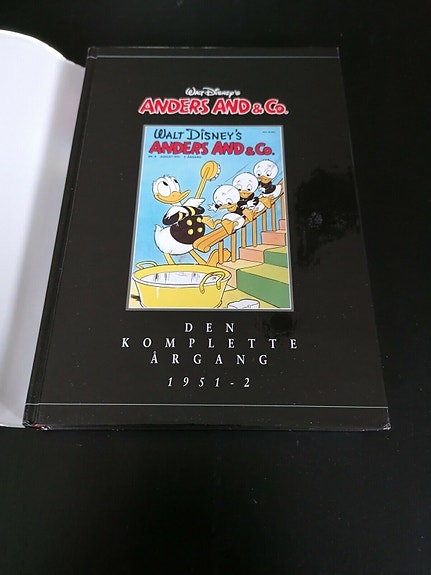 Walt Disney's
ANDERS AND & Co.
WALT DISNEY'S
ANDERS AND & Co.
DEN
KOMPLETTE
ÅRGANG
1951-2